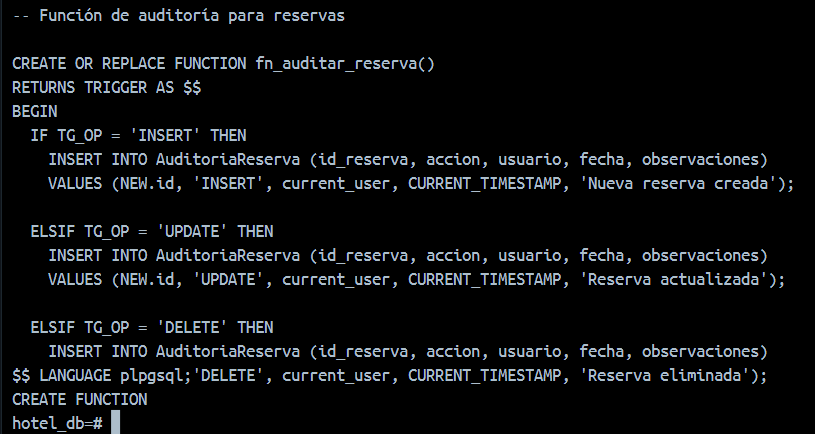 -- Función de auditoría para reservas
CREATE OR REPLACE FUNCTION fn_auditar_reserva()
RETURNS TRIGGER AS $$
BEGIN
  IF TG_OP = 'INSERT' THEN
    INSERT INTO AuditoriaReserva (id_reserva, accion, usuario, fecha, observaciones)
    VALUES (NEW.id, 'INSERT', current_user, CURRENT_TIMESTAMP, 'Nueva reserva creada');
  ELSIF TG_OP = 'UPDATE' THEN
    INSERT INTO AuditoriaReserva (id_reserva, accion, usuario, fecha, observaciones)
    VALUES (NEW.id, 'UPDATE', current_user, CURRENT_TIMESTAMP, 'Reserva actualizada');
  ELSIF TG_OP = 'DELETE' THEN
    INSERT INTO AuditoriaReserva (id_reserva, accion, usuario, fecha, observaciones)
$$ LANGUAGE plpgsql;'DELETE', current_user, CURRENT_TIMESTAMP, 'Reserva eliminada');
CREATE FUNCTION
hotel_db=#